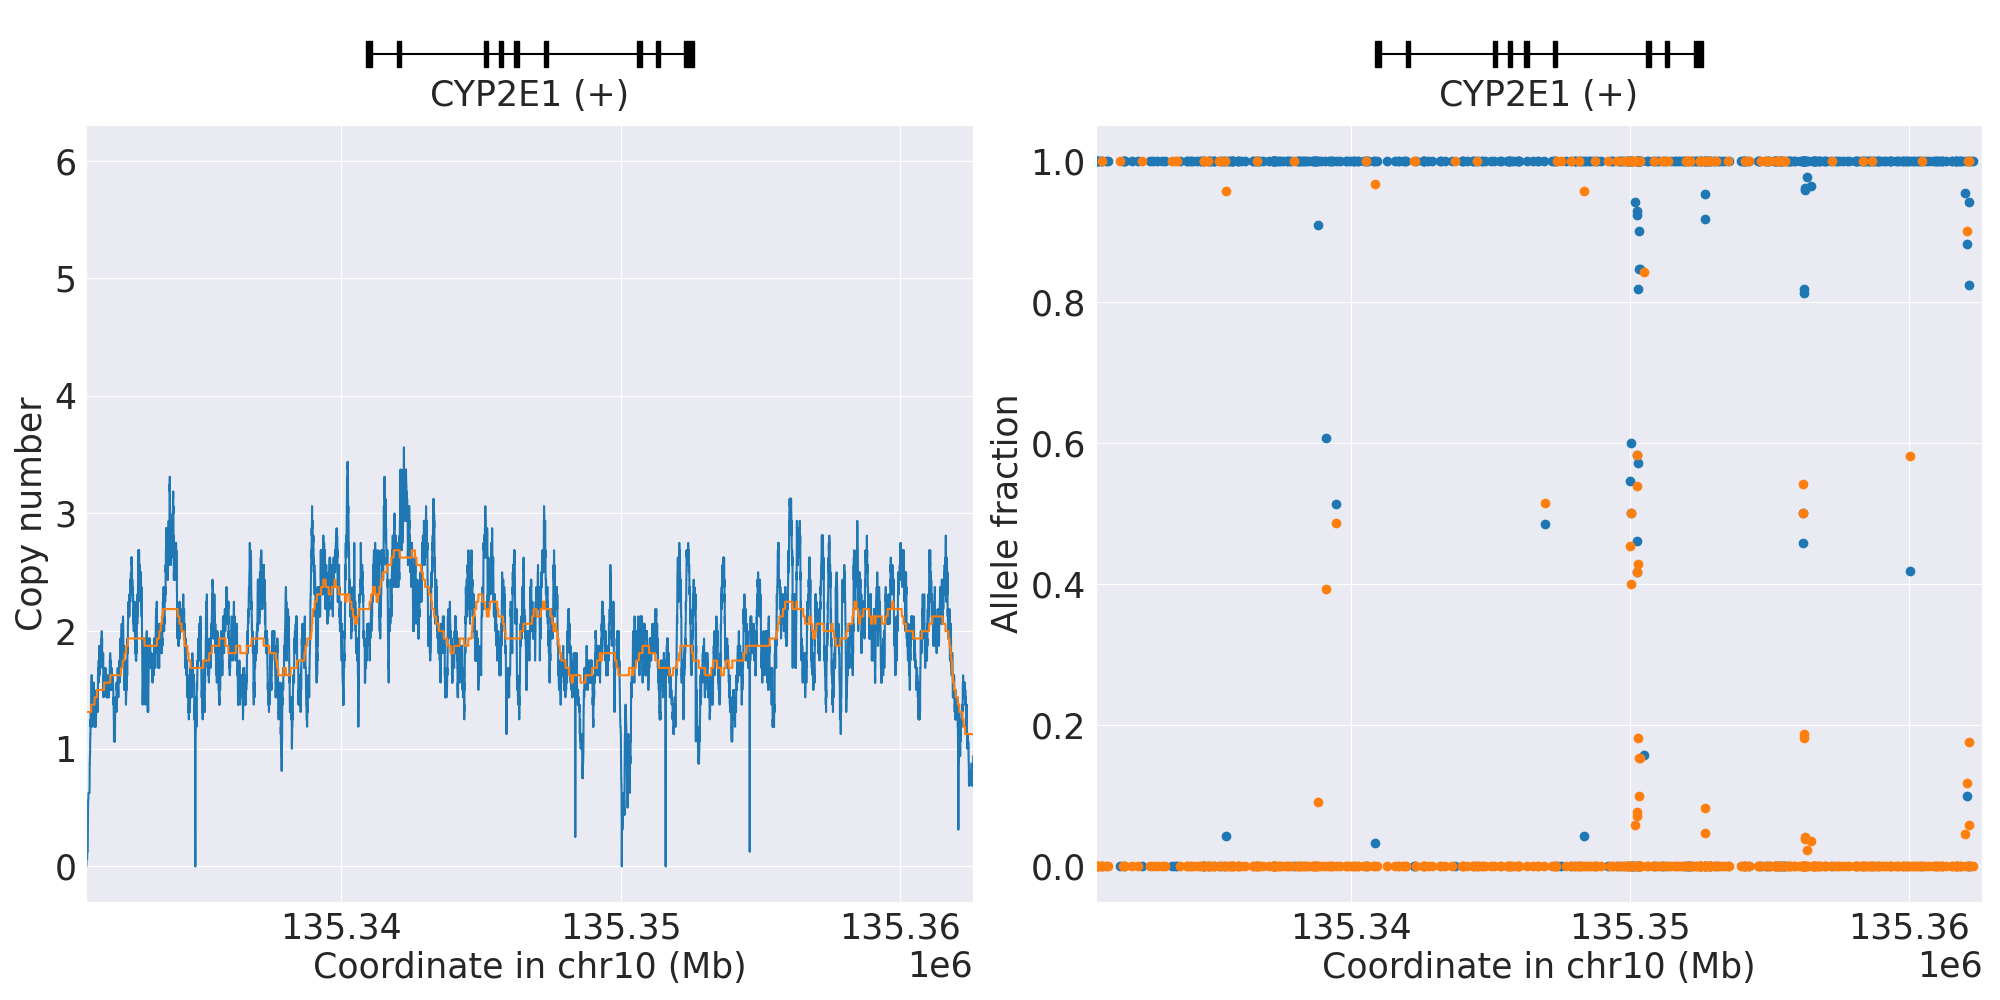 CYP2E1 (+)
Copy number
6
5
4
3
2
1
0
135.34 135.35 135.36
Coordinate in chr10 (Mb)
1e6
CYP2E1 (+)
Allele fraction
1.0
0.8
0.6
0.4
0.2
0.0
135.34 135.35 135.36
Coordinate in chr10 (Mb)
1e6